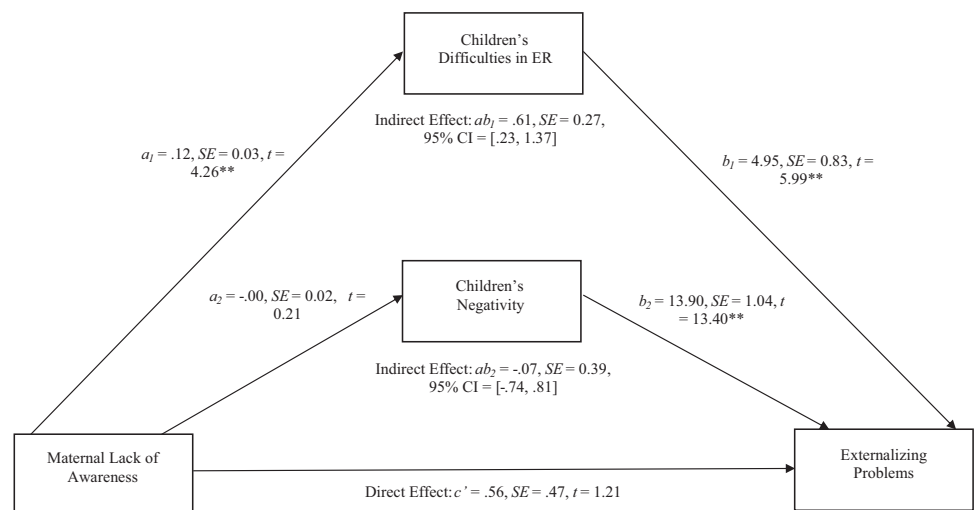 Children's
Difficulties in ER
Indirect Effect: ab1 = .61, SE = 0.27,
95% CI = [.23, 1.37]
a1 = .12, SE = 0.03, t =
4.26**
b1 = 4.95, SE = 0.83, t =
5.99**
a2 = -.00, SE = 0.02, t =
0.21
Children's
Negativity
b2 = 13.90, SE = 1.04, t
= 13.40**
Indirect Effect: ab2 = -.07, SE = 0.39,
95% CI = [-.74, .81]
Maternal Lack of
Awareness
Externalizing
Problems
Direct Effect: c' = .56, SE = .47, t = 1.21